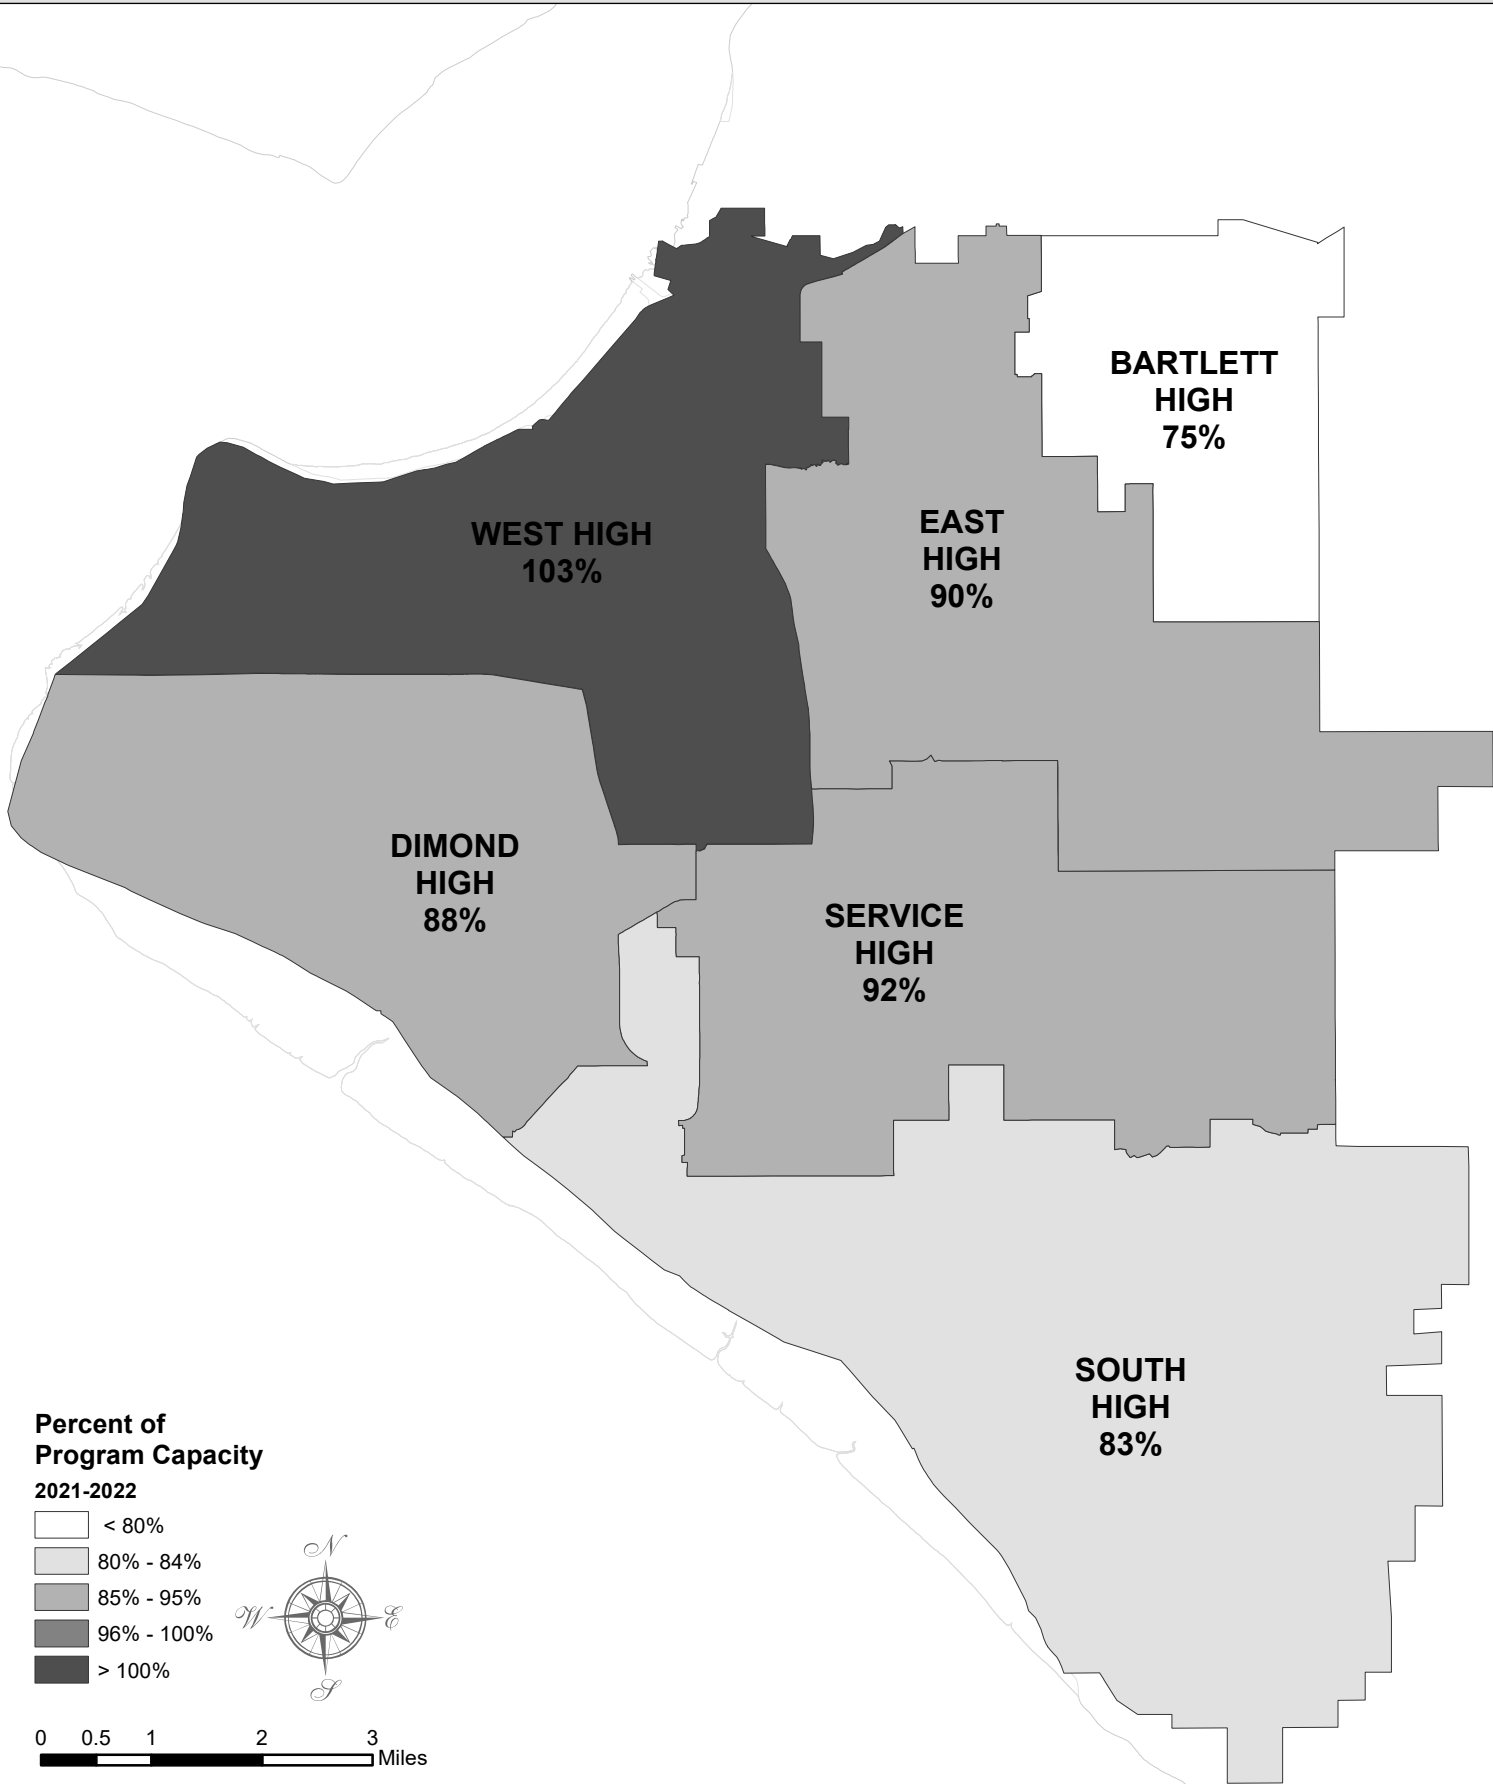 BARTLETT
HIGH
75%
WEST HIGH
103%
EAST
HIGH
90%
DIMOND
HIGH
88%
SERVICE
HIGH
92%
SOUTH
HIGH
83%
Percent of
Program Capacity
2021-2022
< 80%
80% - 84%
85% - 95%
96% - 100%
> 100%
N
W
E
S
0 0.5 1 2 3
Miles